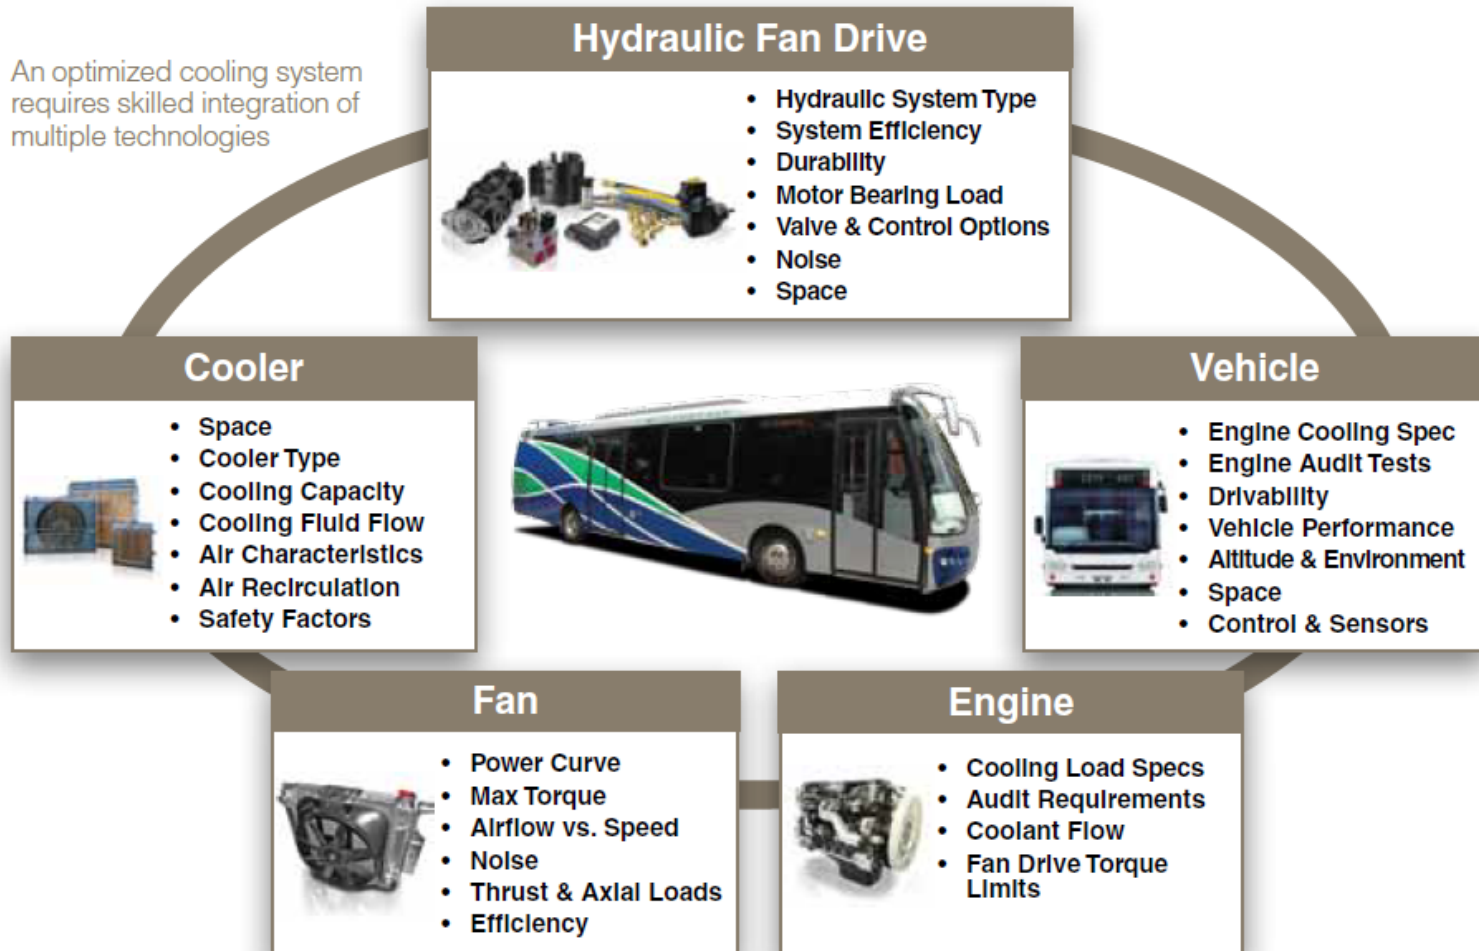 An optimized cooling system
requires skilled integration of
multiple technologies
Hydraulic Fan Drive
• Hydraulic System Type
• System Efficiency
• Durability
• Motor Bearing Load
• Valve & Control Options
• Noise
• Space
Cooler
• Space
• Cooler Type
• Cooling Capacity
• Cooling Fluid Flow
• Air Characteristics
• Air Recirculation
• Safety Factors
Vehicle
• Engine Cooling Spec
• Engine Audit Tests
• Drivability
• Vehicle Performance
• Altitude & Environment
• Space
• Control & Sensors
Fan
• Power Curve
• Max Torque
• Airflow vs. Speed
• Noise
• Thrust & Axial Loads
• Efficiency
Engine
• Cooling Load Specs
• Audit Requirements
• Coolant Flow
• Fan Drive Torque
Limits